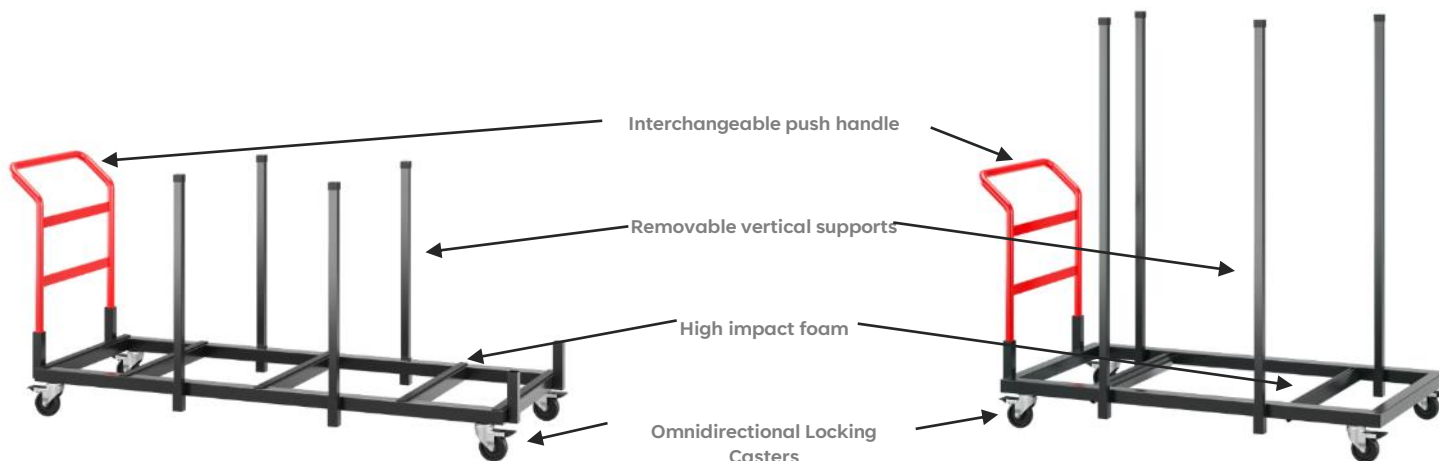 Interchangeable push handle
Removable vertical supports
High impact foam
Omnidirectional Locking
Casters